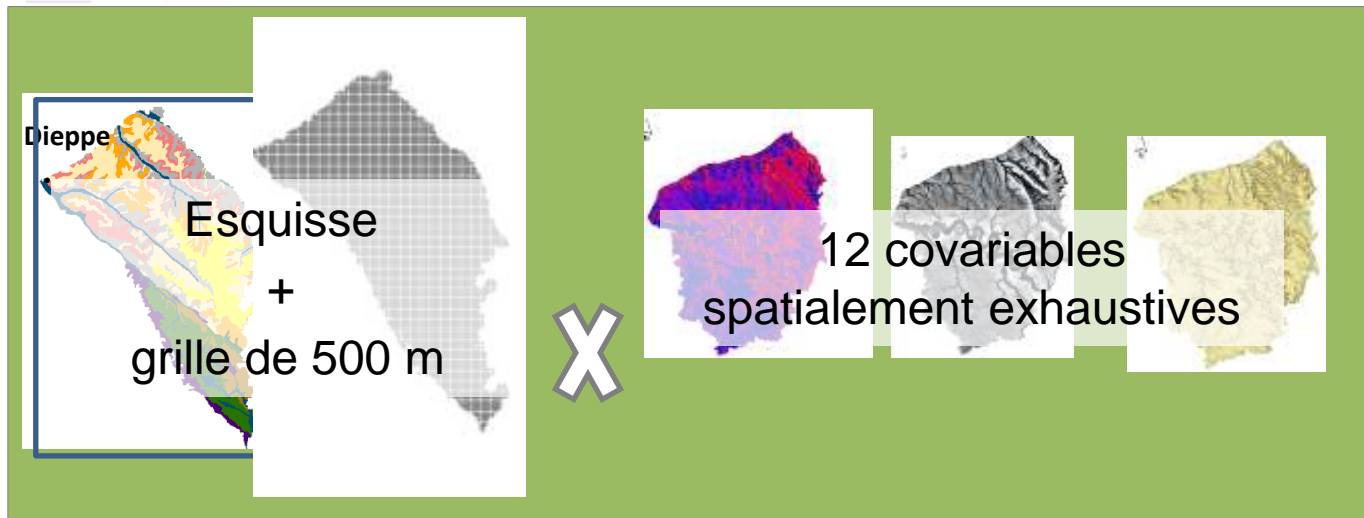 Dieppe
Esquisse
+
grille de 500 m
12 covariables
spatialement exhaustives